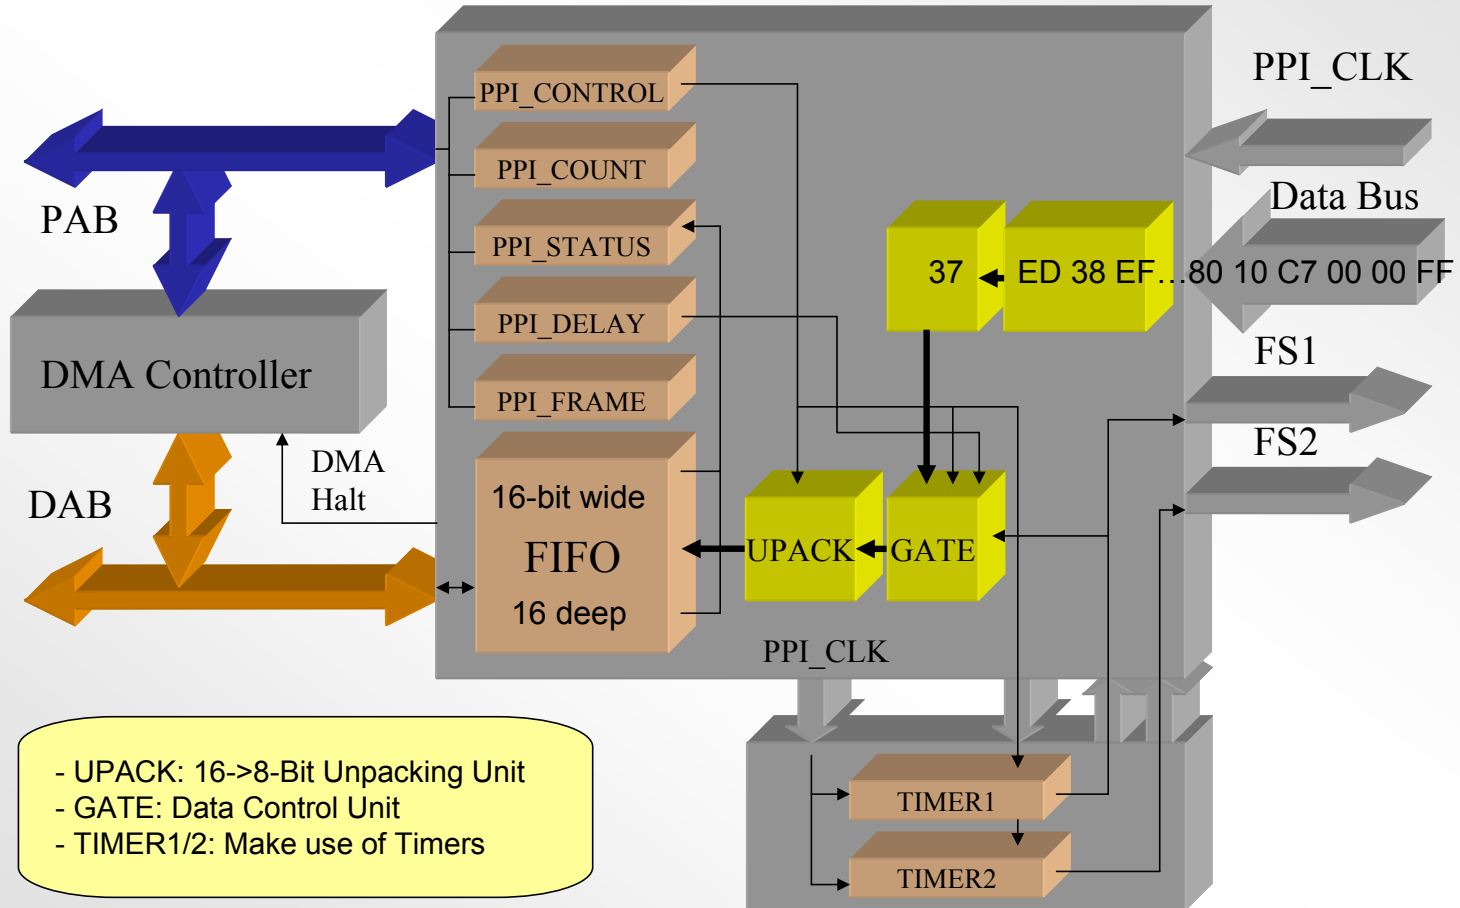 PPI_CONTROL
PPI_COUNT
PPI_STATUS
PPI_DELAY
PPI_FRAME
16-bit wide
FIFO
16 deep
PAB
DMA Controller
DAB
DMA
Halt
37
ED 38 EF…80 10 C7 00 00 FF
UPACK
GATE
PPI_CLK
PPI_CLK
Data Bus
FS1
FS2
TIMER1
TIMER2
- UPACK: 16->8-Bit Unpacking Unit
- GATE: Data Control Unit
- TIMER1/2: Make use of Timers